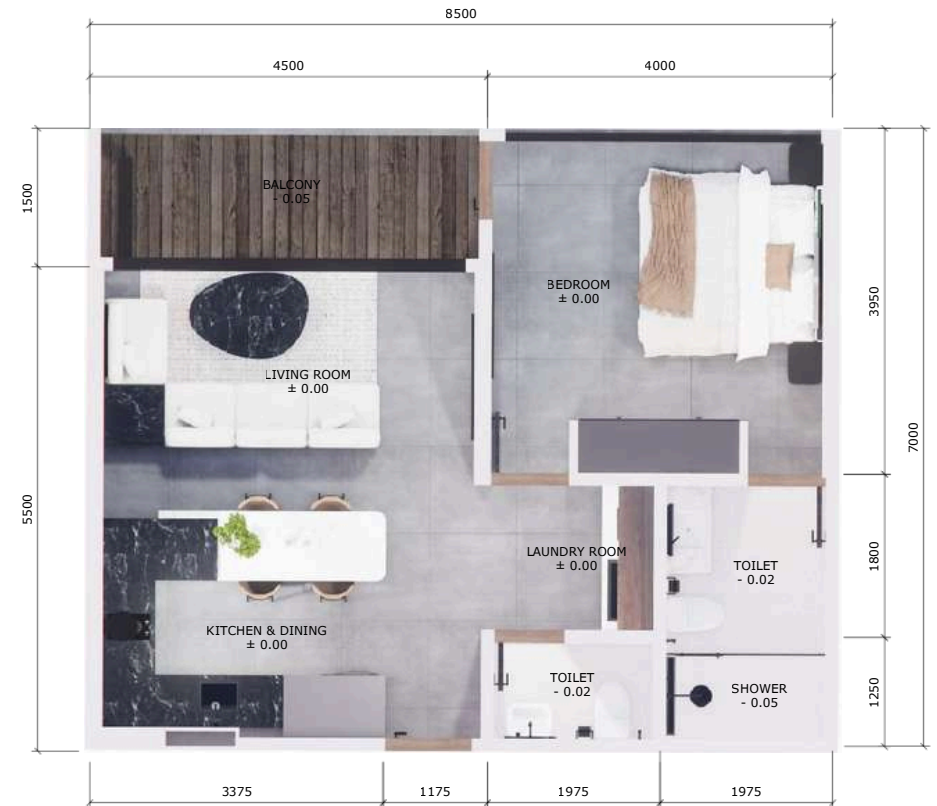 8500
4500
4000
1500
BALCONY
- 0.05
BEDROOM
± 0.00
3950
LIVING ROOM
± 0.00
7000
5500
LAUNDRY ROOM
± 0.00
TOILET
- 0.02
1800
KITCHEN & DINING
± 0.00
TOILET
- 0.02
SHOWER
- 0.05
1250
3375
1175
1975
1975